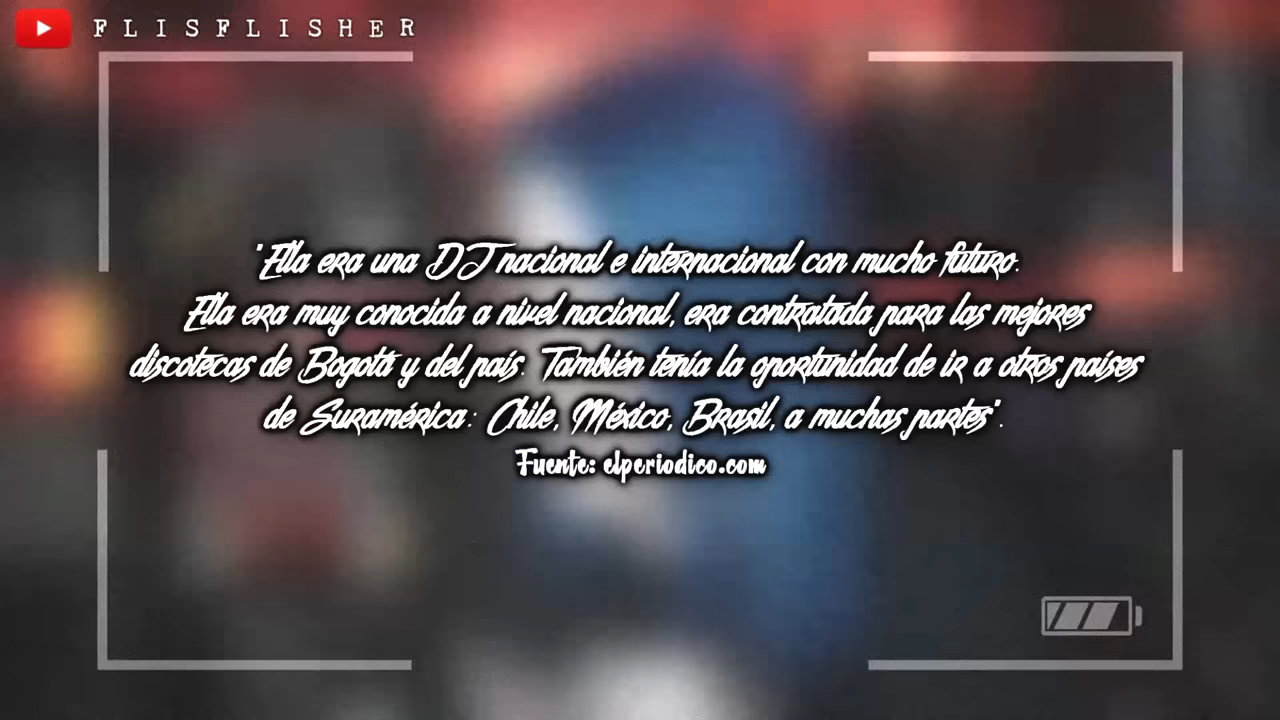 FLISFLISHER
"Ella era una DJ nacional e internacional con mucho futuro.
Ella era muy conocida a nivel nacional, era contratada para las mejores
discotecas de Bogotá y del país. También tenía la oportunidad de ir a otros países
de Suramérica: Chile, México, Brasil, a muchas partes".
Fuente: elperiodico.com